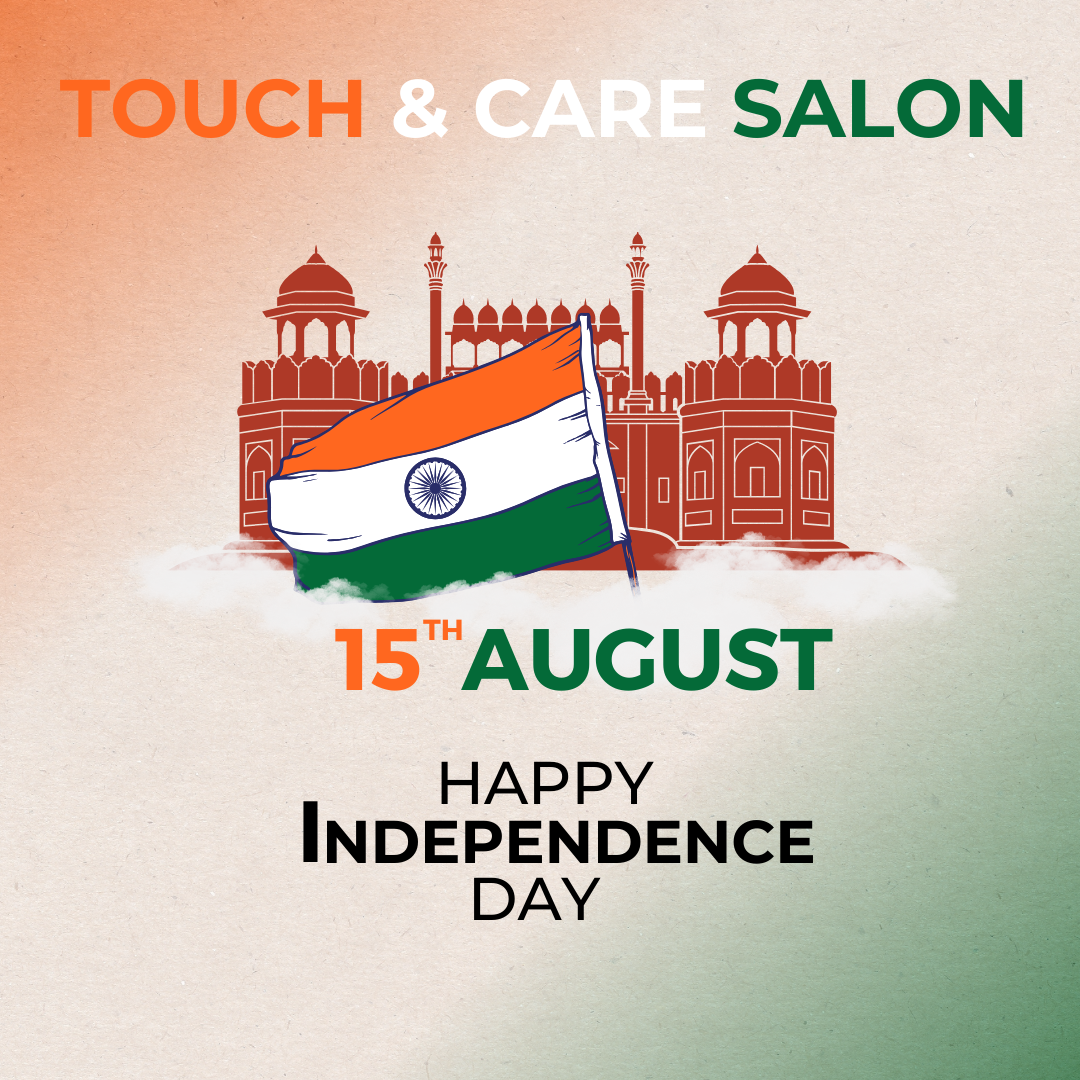 TOUCH & CARE SALON
15TH AUGUST
HAPPY
INDEPENDENCE
DAY